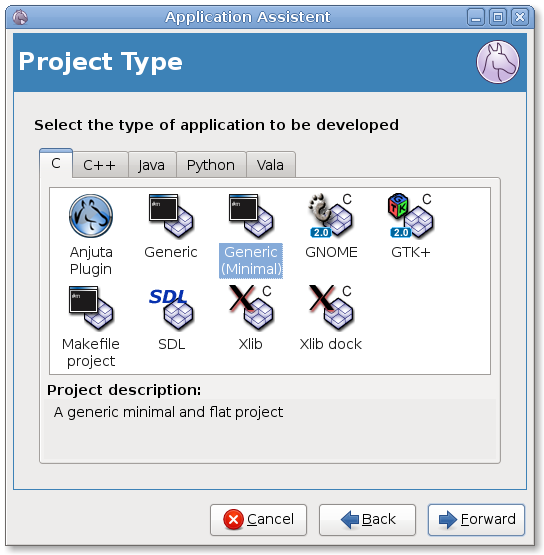 Application Assistent
Project Type
Select the type of application to be developed
C C++ Java Python Vala
Anjuta Plugin
Generic
Generic (Minimal)
C
2.0
GNOME
GTK
C
2.0
GTK+
Makefile project
SDL
SDL
C
Xlib
C
Xlib dock
Project description:
A generic minimal and flat project
Cancel Back Forward